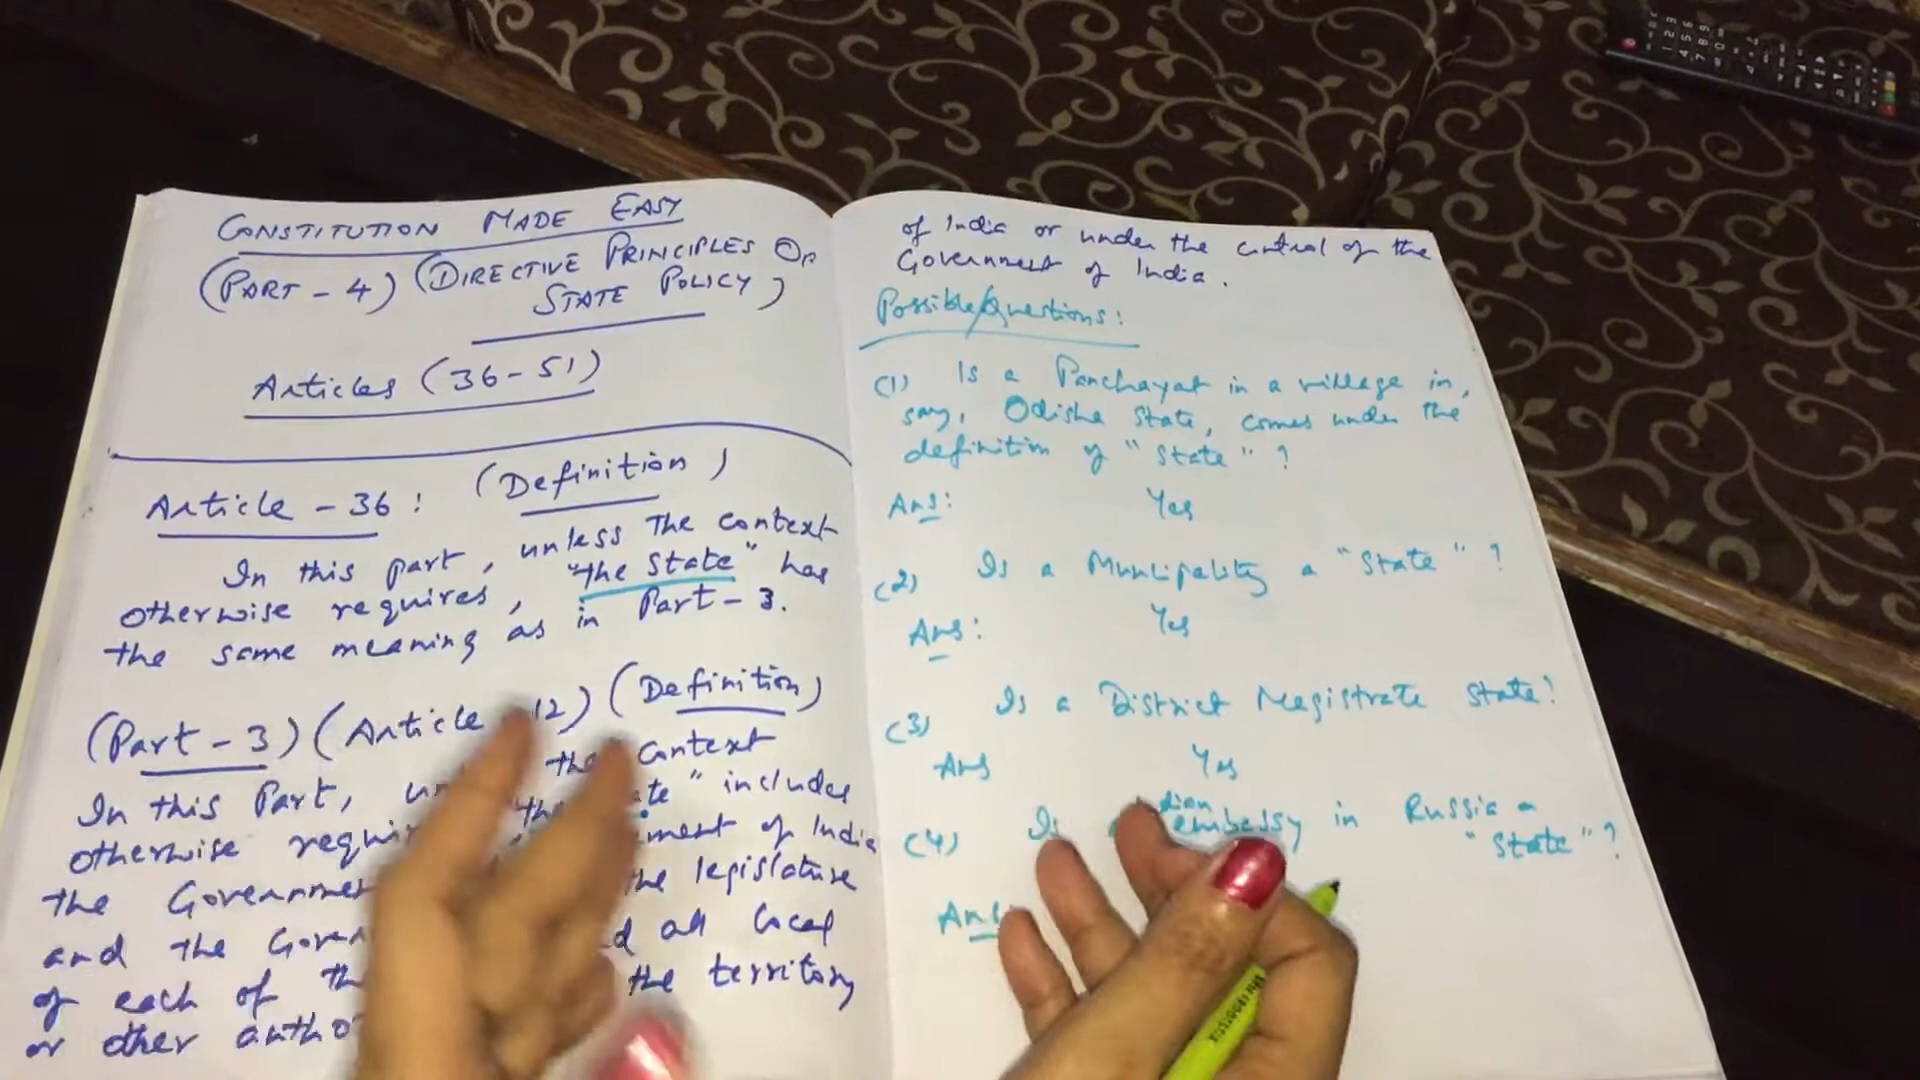 CONSTITUTION MADE EASY
(PART - 4) (DIRECTIVE PRINCIPLES OF
STATE POLICY)
Articles (36-51)
Article - 36 : (Definition)
In this part, unless the context
otherwise requires, "the State" has
the same meaning as in Part - 3.
(Part - 3) (Article 12) (Definition)
In this Part, the context
otherwise "includes
the of India
and the the legislature
of each of all local
or other the territory
of India or under the control of the
Government of India.
Possible/Questions:
(1) Is a Panchayat in a village in,
say, Odisha State, comes under the
definition of "State" ?
Ans: Yes
(2) Is a Municipality a "State" ?
Ans: Yes
(3) Is a District Magistrate State?
Ans Yes
(4) Is embassy in Russia a
"State" ?